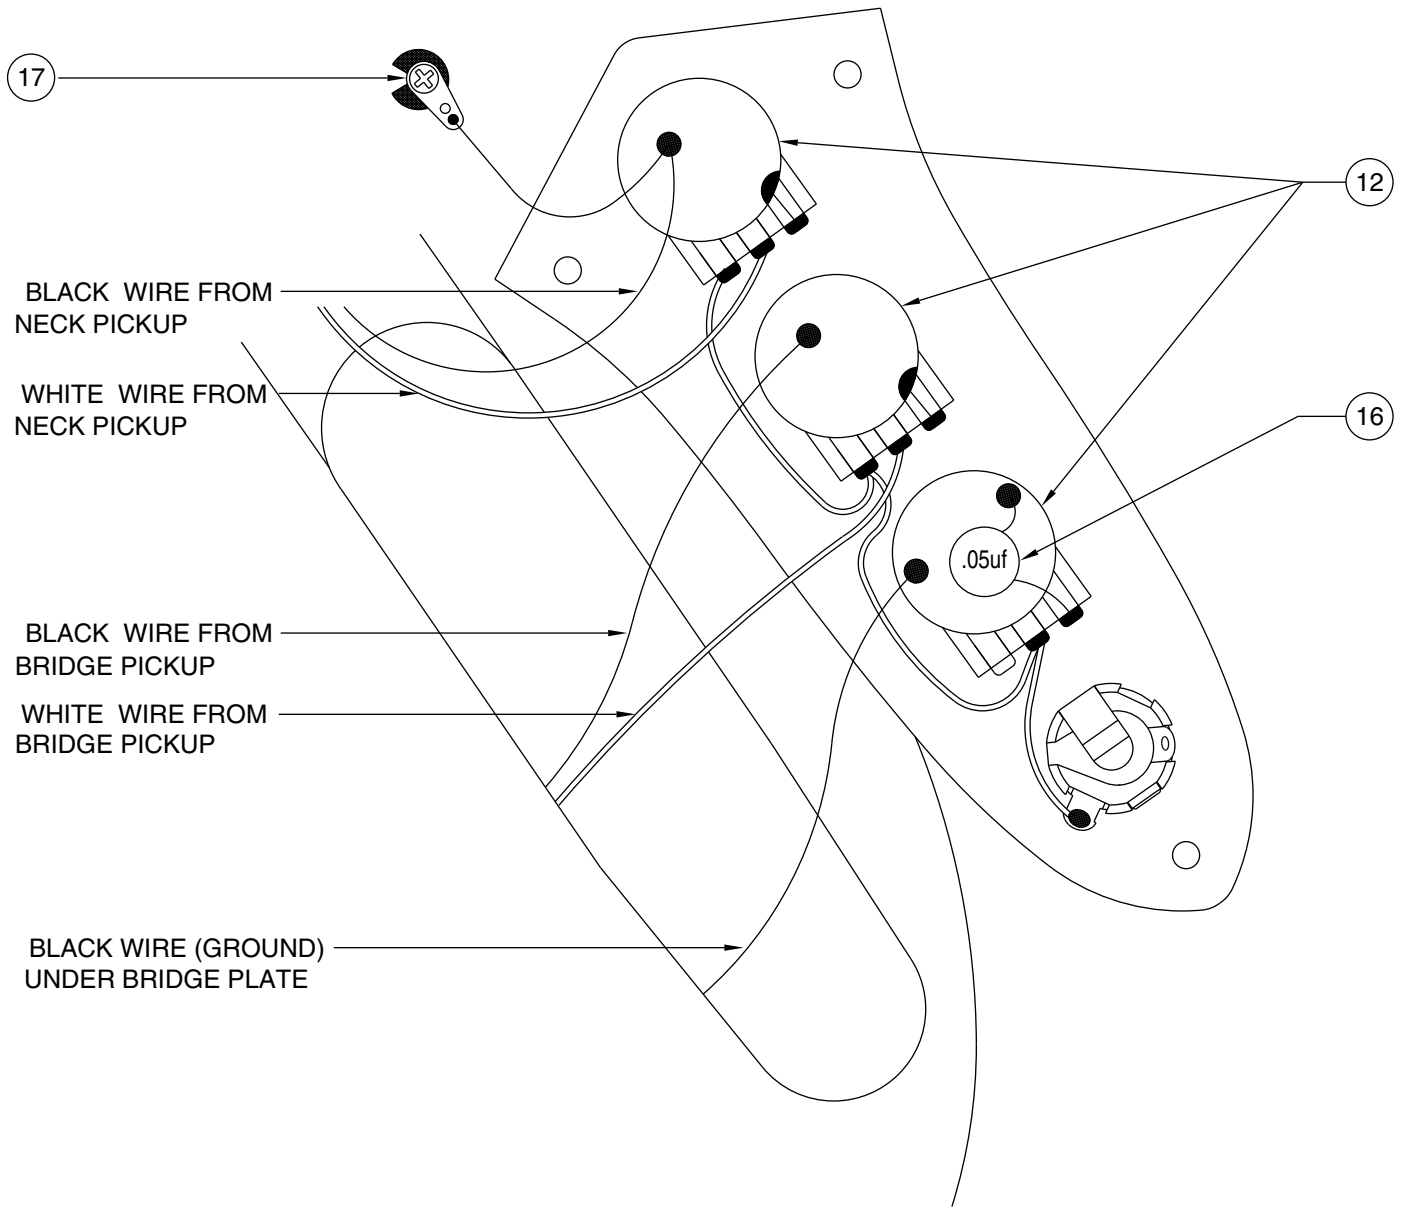 17
12
BLACK WIRE FROM
NECK PICKUP
WHITE WIRE FROM
NECK PICKUP
16
.05uf
BLACK WIRE FROM
BRIDGE PICKUP
WHITE WIRE FROM
BRIDGE PICKUP
BLACK WIRE (GROUND)
UNDER BRIDGE PLATE